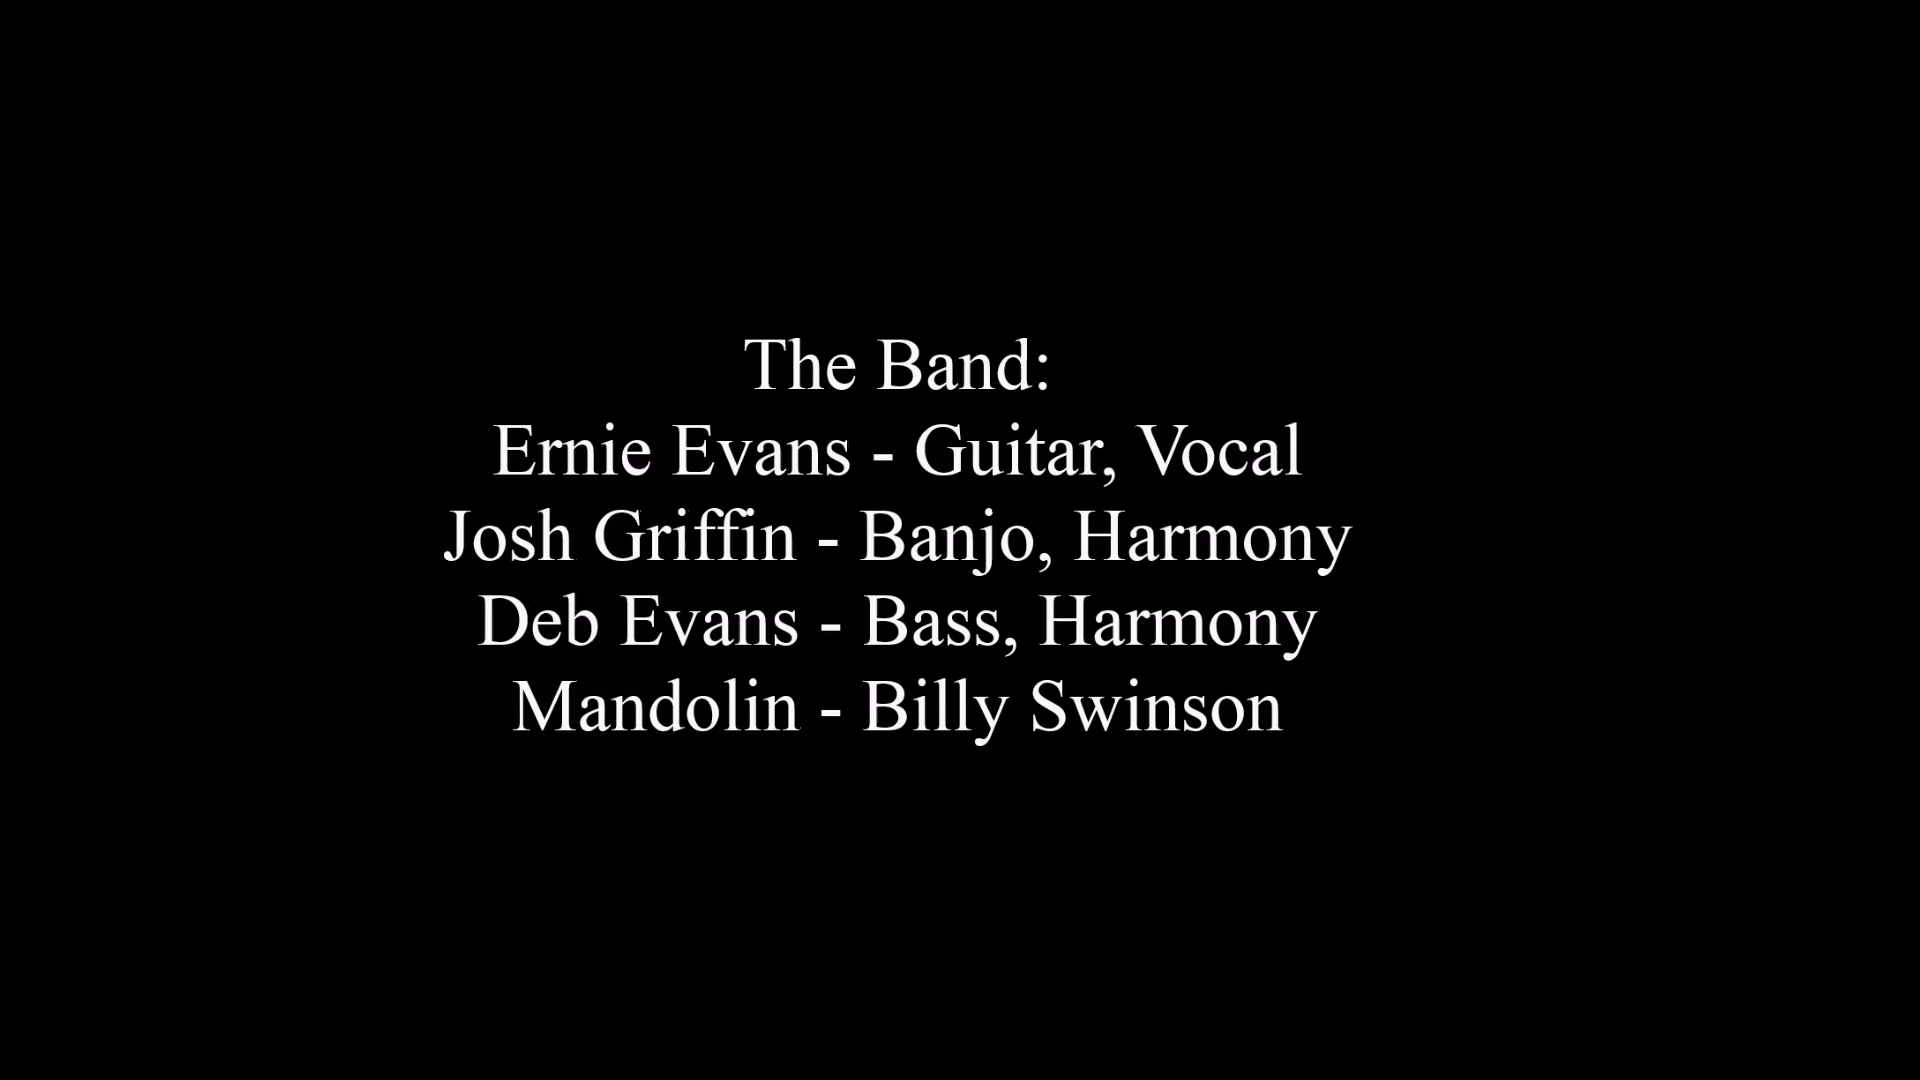 The Band:
Ernie Evans - Guitar, Vocal
Josh Griffin - Banjo, Harmony
Deb Evans - Bass, Harmony
Mandolin - Billy Swinson